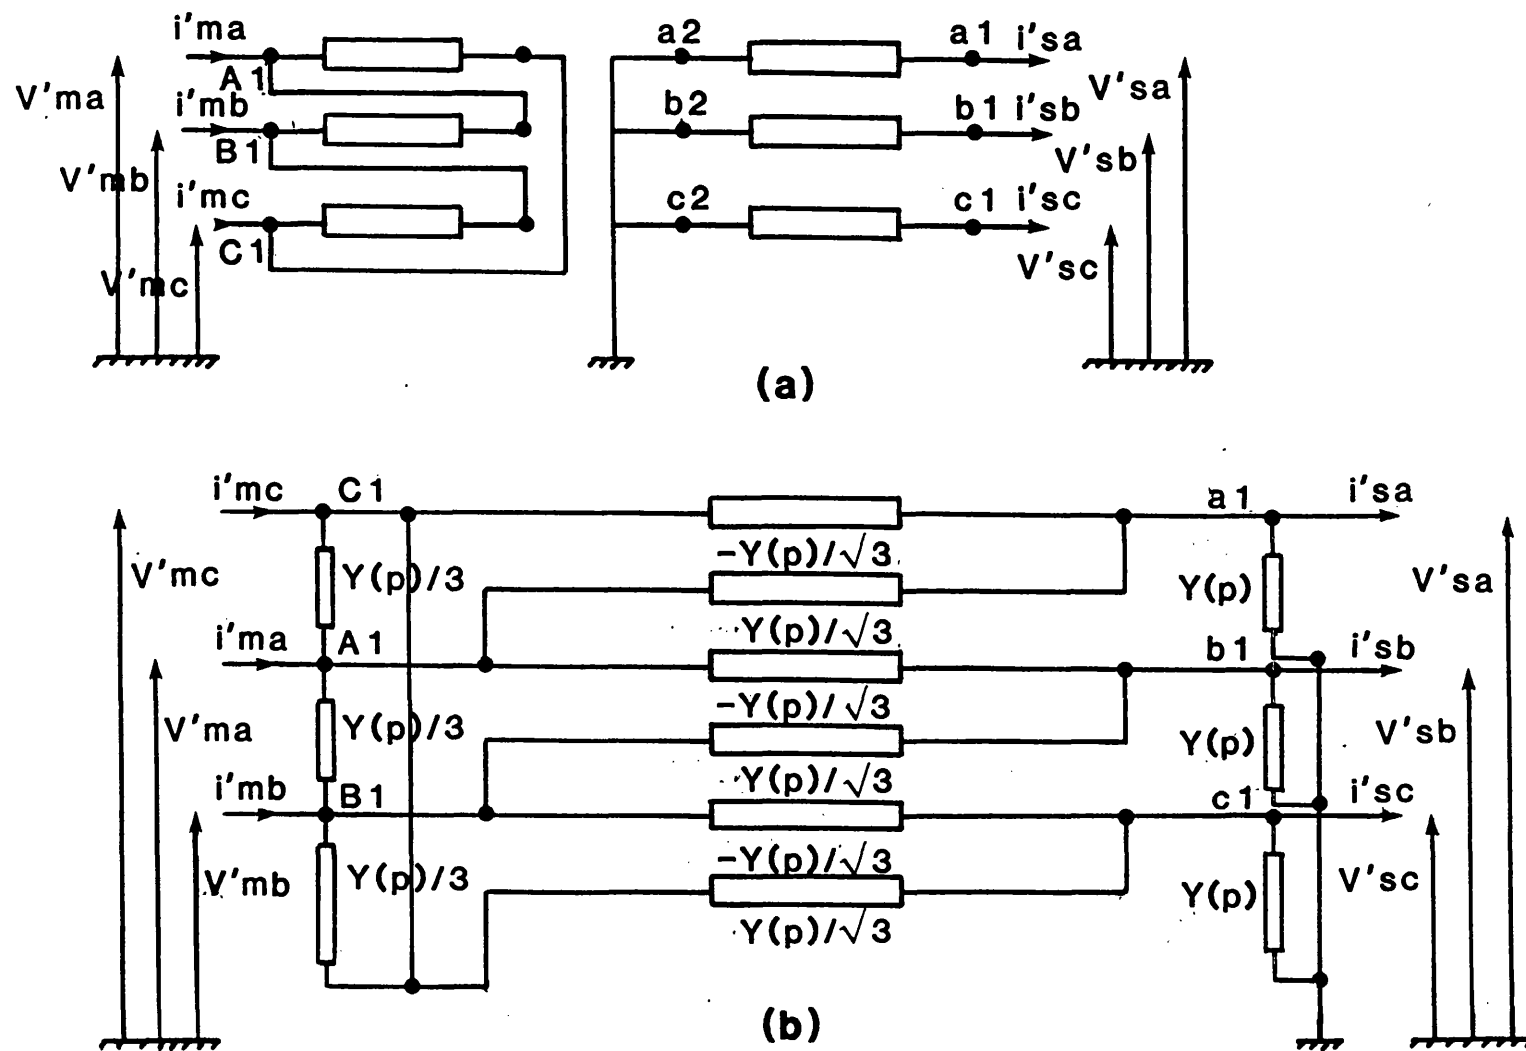 i'ma
a2
a1
i'sa
A1
V'ma
V'sa
i'mb
b2
b1
i'sb
B1
V'mb
V'sb
i'mc
c2
c1
i'sc
C1
V'mc
V'sc
(a)
i'mc
C1
a1
i'sa
-Y(p)/√3
V'mc
Y(p)/3
Y(p)
V'sa
Y(p)/√3
i'ma
A1
b1
i'sb
-Y(p)/√3
V'ma
Y(p)/3
Y(p)
V'sb
Y(p)/√3
i'mb
B1
c1
i'sc
-Y(p)/√3
V'mb
Y(p)/3
Y(p)
V'sc
Y(p)/√3
(b)